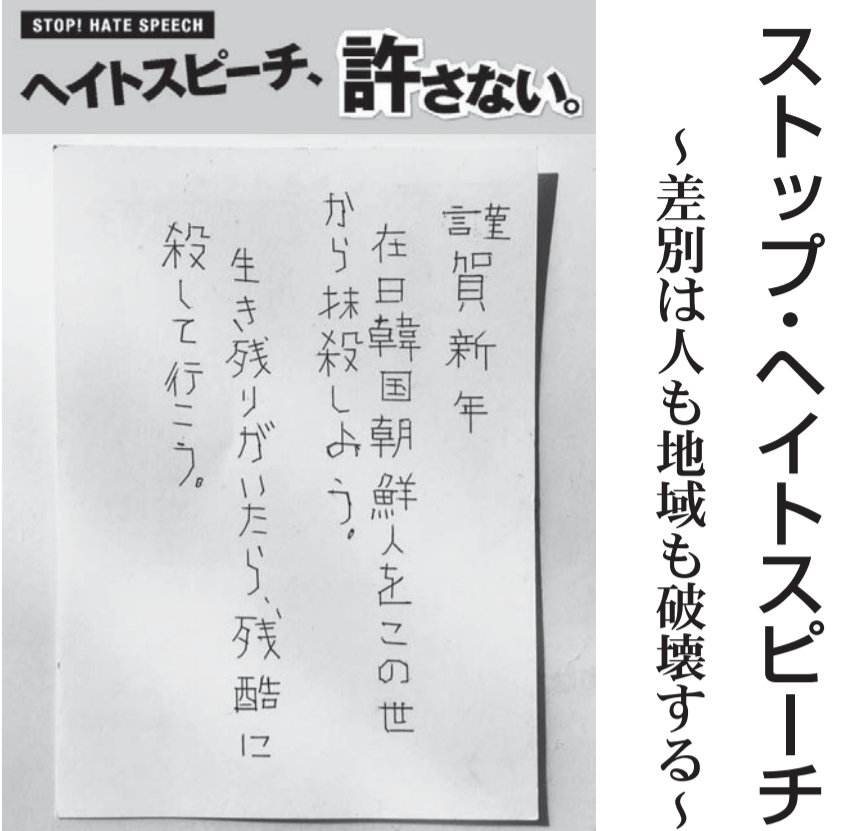 STOP! HATE SPEECH
ヘイトスピーチ、許さない。
ストップ・ヘイトスピーチ
～差別は人も地域も破壊する～
謹賀新年
在日韓国朝鮮人をこの世
から抹殺しよう。
生き残りがいたら、残酷に
殺して行こう。